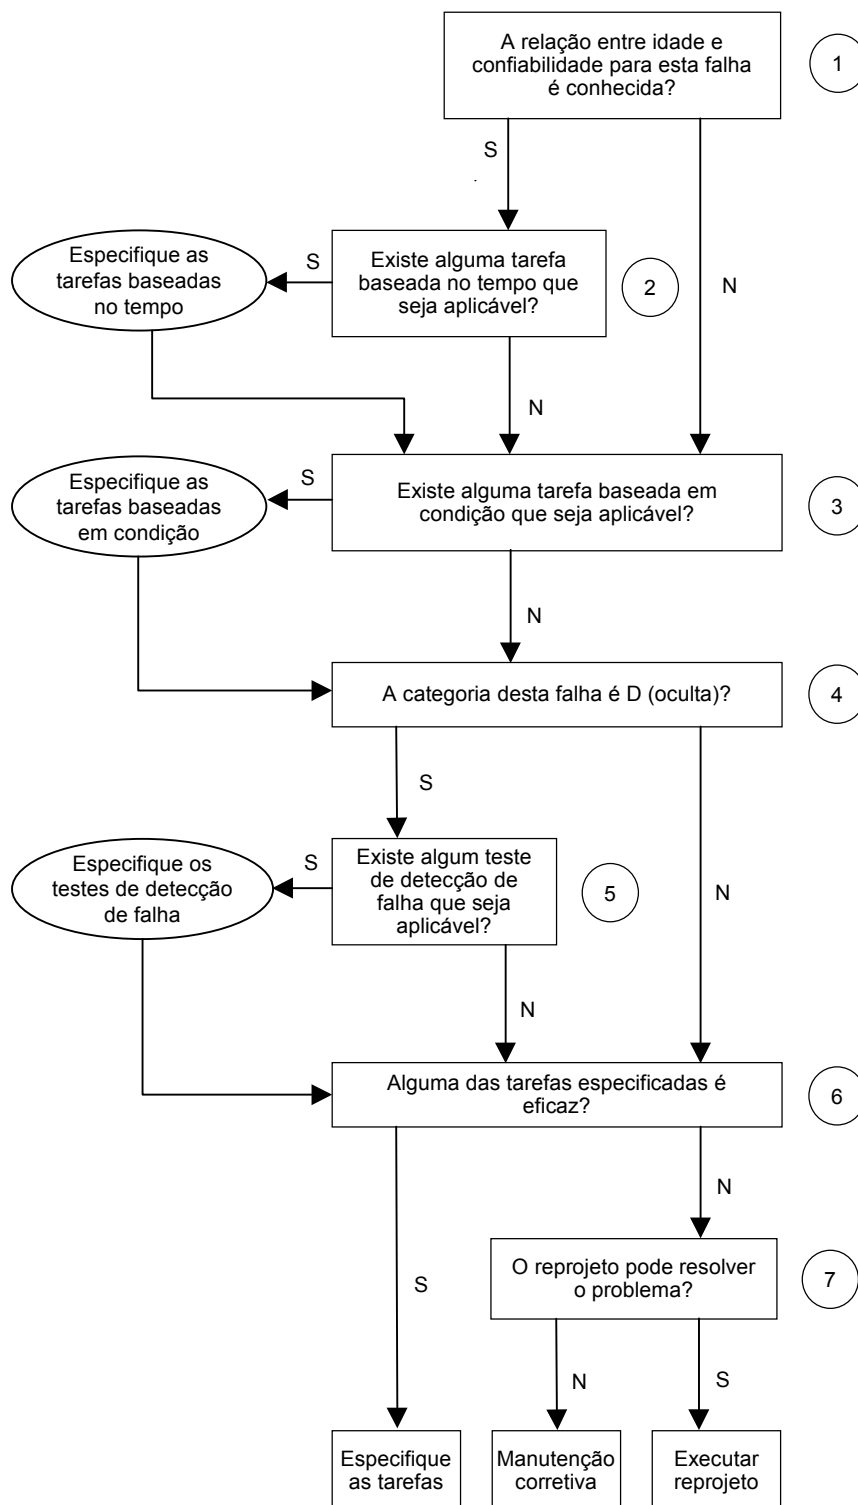 A relação entre idade e
confiabilidade para esta falha
é conhecida?
1
S
Especifique as
tarefas baseadas
no tempo
S
Existe alguma tarefa
baseada no tempo que
seja aplicável?
2
N
N
Especifique as
tarefas baseadas
em condição
S
Existe alguma tarefa baseada em
condição que seja aplicável?
3
N
A categoria desta falha é D (oculta)?
4
S
Especifique os
testes de detecção
de falha
S
Existe algum teste
de detecção de
falha que seja
aplicável?
5
N
N
Alguma das tarefas especificadas é
eficaz?
6
N
S
O reprojeto pode resolver
o problema?
7
N
S
Especifique
as tarefas
Manutenção
corretiva
Executar
reprojeto